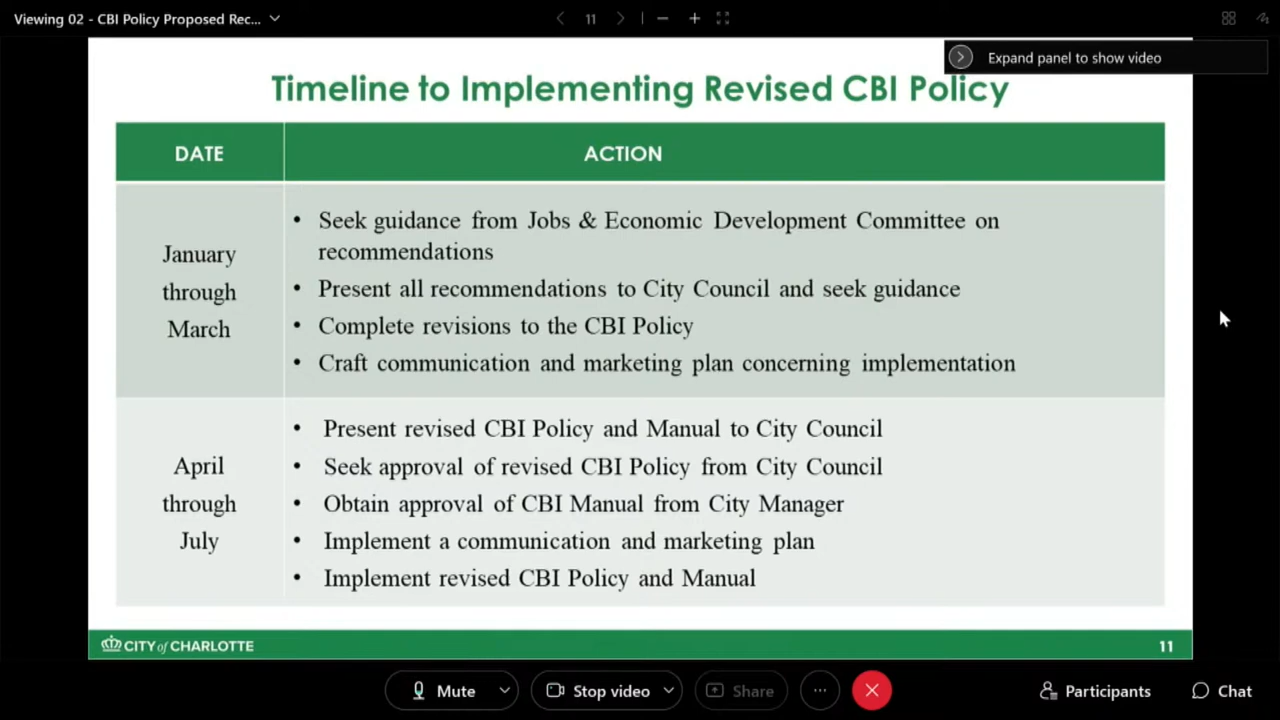 Viewing 02 - CBI Policy Proposed Rec...
11
Expand panel to show video
Timeline to Implementing Revised CBI Policy
DATE
ACTION
January
through
March
• Seek guidance from Jobs & Economic Development Committee on
recommendations
• Present all recommendations to City Council and seek guidance
• Complete revisions to the CBI Policy
• Craft communication and marketing plan concerning implementation
April
through
July
• Present revised CBI Policy and Manual to City Council
• Seek approval of revised CBI Policy from City Council
• Obtain approval of CBI Manual from City Manager
• Implement a communication and marketing plan
• Implement revised CBI Policy and Manual
CITY of CHARLOTTE
11
Mute
Stop video
Share
Participants
Chat